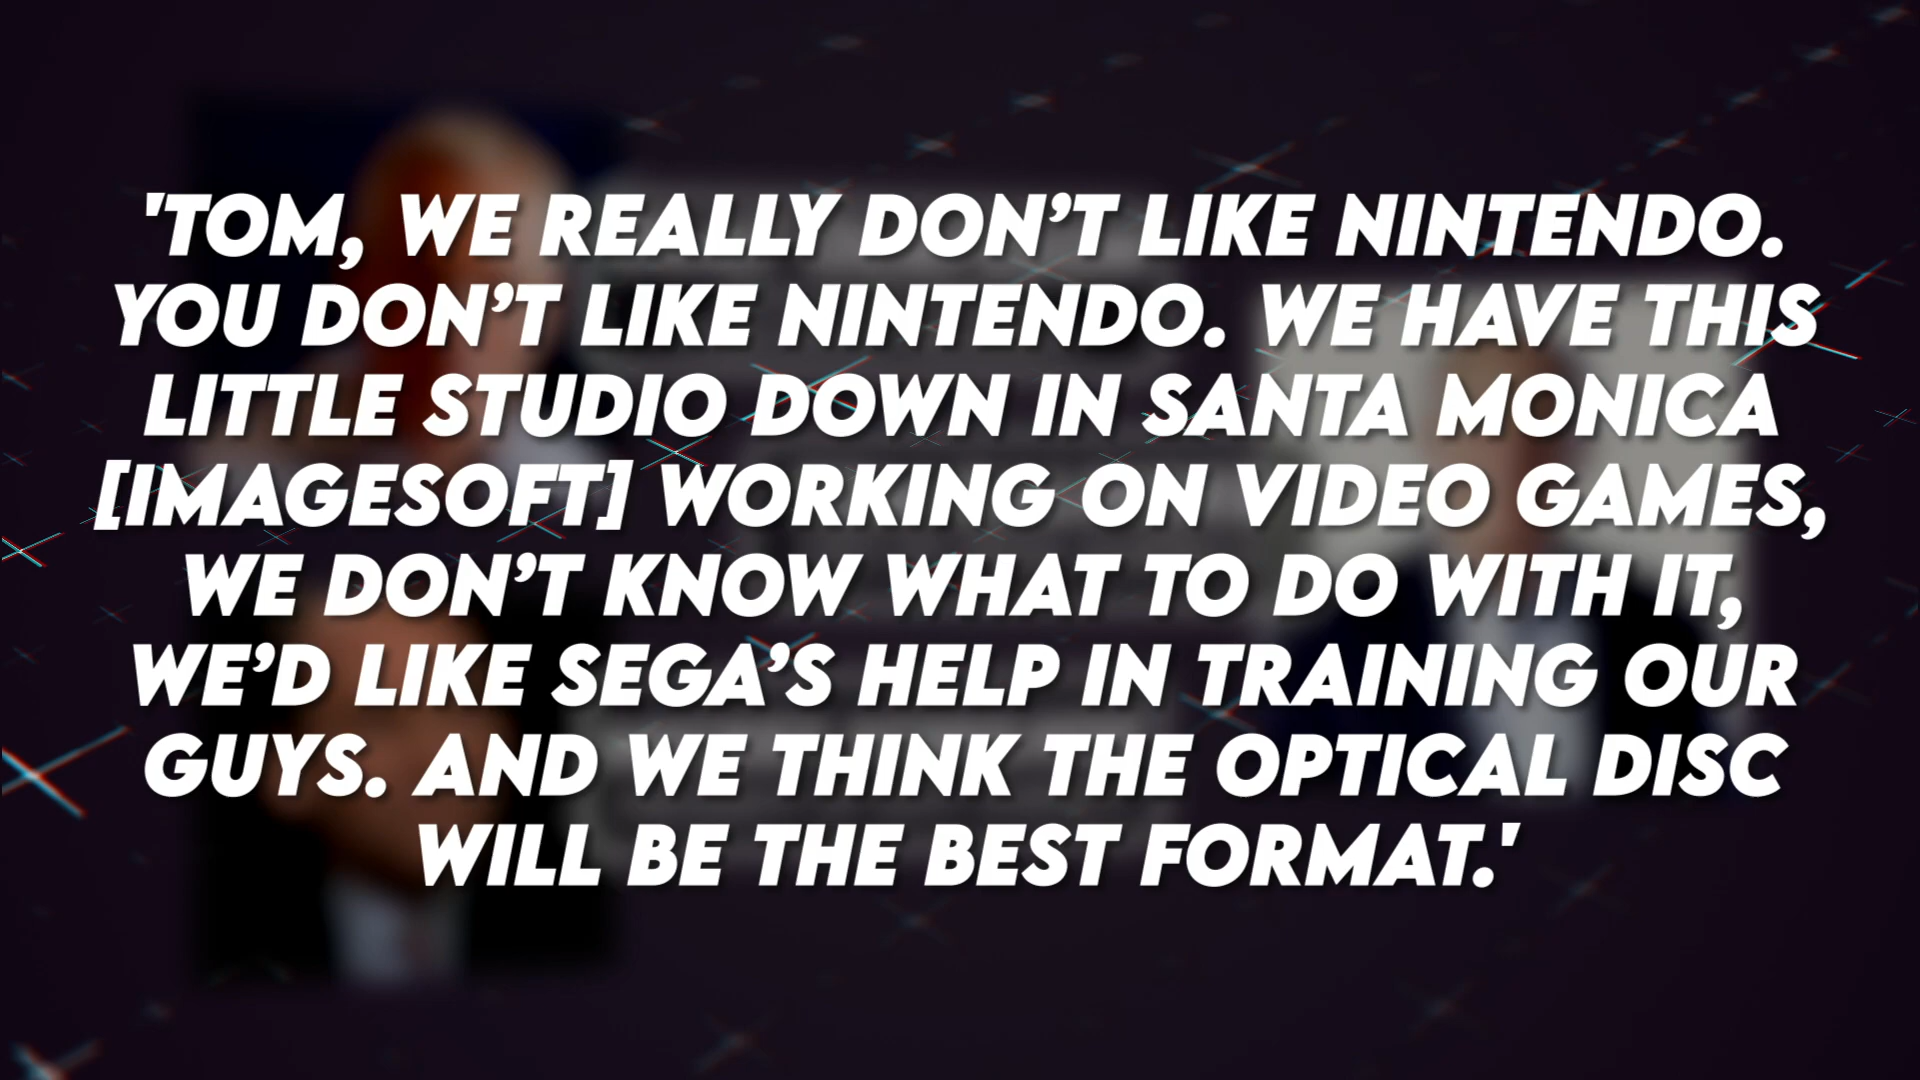 'TOM, WE REALLY DON’T LIKE NINTENDO.
YOU DON’T LIKE NINTENDO. WE HAVE THIS
LITTLE STUDIO DOWN IN SANTA MONICA
[IMAGESOFT] WORKING ON VIDEO GAMES,
WE DON’T KNOW WHAT TO DO WITH IT,
WE’D LIKE SEGA’S HELP IN TRAINING OUR
GUYS. AND WE THINK THE OPTICAL DISC
WILL BE THE BEST FORMAT.'